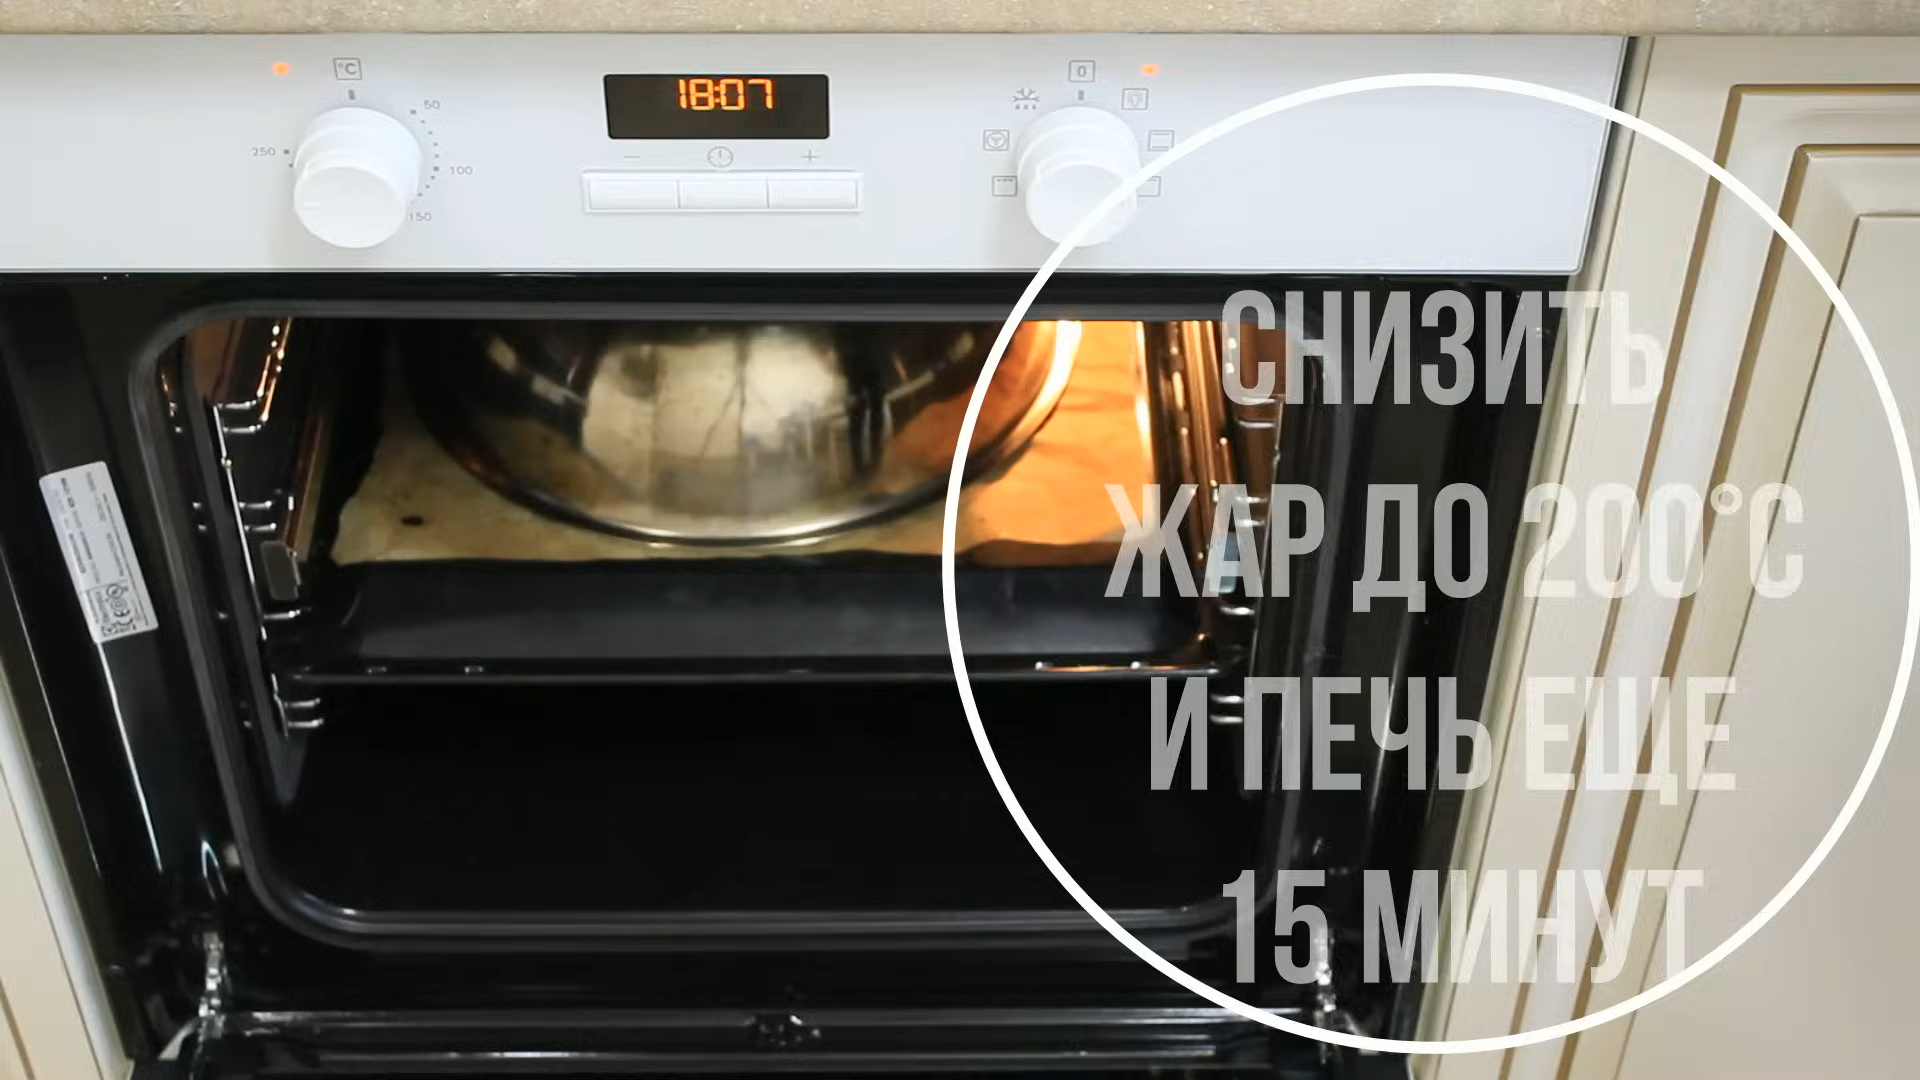 °C
0
18:07
50
250
100
150
СНИЗИТЬ
ЖАР ДО 200°C
И ПЕЧЬ ЕЩЕ
15 МИНУТ